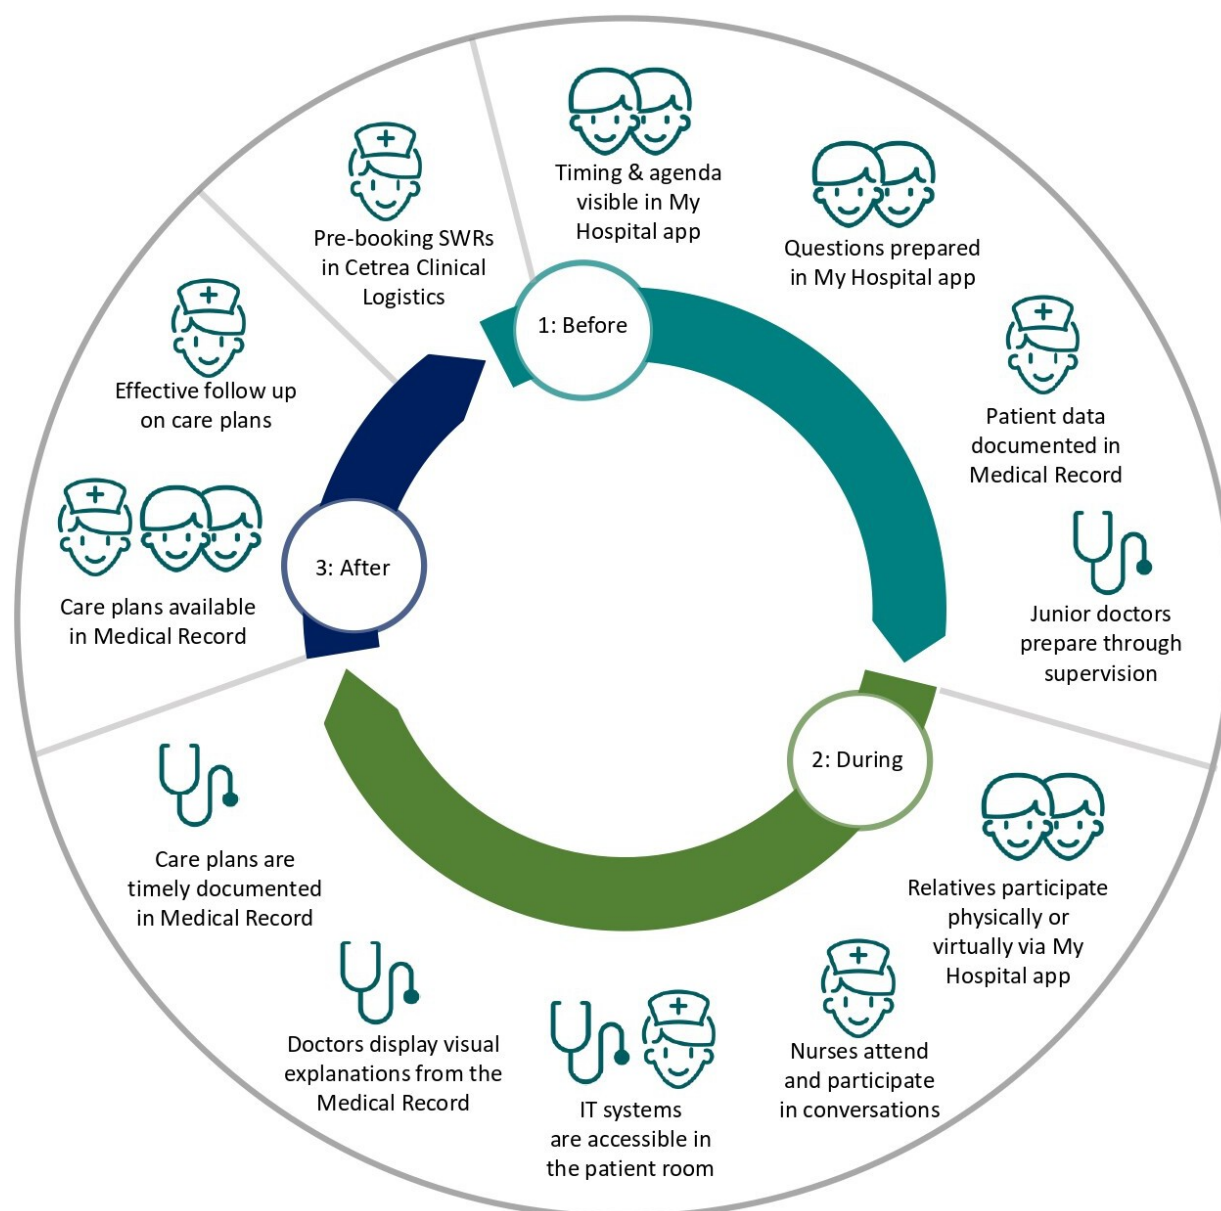 1: Before
Timing & agenda
visible in My
Hospital app
Questions prepared
in My Hospital app
Patient data
documented in
Medical Record
Junior doctors
prepare through
supervision
2: During
Relatives participate
physically or
virtually via My
Hospital app
Nurses attend
and participate
in conversations
IT systems
are accessible in
the patient room
Doctors display visual
explanations from the
Medical Record
Care plans are
timely documented
in Medical Record
3: After
Care plans available
in Medical Record
Effective follow up
on care plans
Pre-booking SWRs
in Cetrea Clinical
Logistics